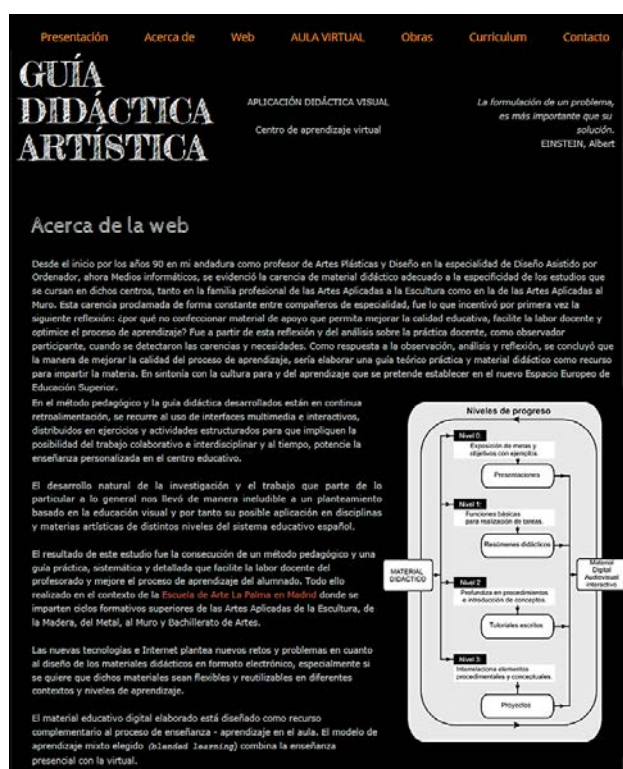 Presentación Acerca de Web AULA VIRTUAL Obras Curriculum Contacto
GUÍA
DIDÁCTICA
ARTÍSTICA
APLICACIÓN DIDÁCTICA VISUAL
Centro de aprendizaje virtual
La formulación de un problema,
es más importante que su
solución.
EINSTEIN, Albert
Acerca de la web
Desde el inicio por los años 90 en mi andadura como profesor de Artes Plásticas y Diseño en la especialidad de Diseño Asistido por
Ordenador, ahora Medios informáticos, se evidenció la carencia de material didáctico adecuado a la especificidad de los estudios que
se cursan en dichos centros, tanto en la familia profesional de las Artes Aplicadas a la Escultura como en la de las Artes Aplicadas al
Muro. Esta carencia proclamada de forma constante entre compañeros de especialidad, fue lo que incentivó por primera vez la
siguiente reflexión: ¿por qué no confeccionar material de apoyo que permita mejorar la calidad educativa, facilite la labor docente y
optimice el proceso de aprendizaje? Fue a partir de esta reflexión y del análisis sobre la práctica docente, como observador
participante, cuando se detectaron las carencias y necesidades. Como respuesta a la observación, análisis y reflexión, se concluyó que
la manera de mejorar la calidad del proceso de aprendizaje, sería elaborar una guía teórico práctica y material didáctico como recurso
para impartir la materia. En sintonía con la cultura para y del aprendizaje que se pretende establecer en el nuevo Espacio Europeo de
Educación Superior.
En el método pedagógico y la guía didáctica desarrollados están en continua
retroalimentación, se recurre al uso de interfaces multimedia e interactivos,
distribuidos en ejercicios y actividades estructurados para que impliquen la
posibilidad del trabajo colaborativo e interdisciplinar y al tiempo, potencie la
enseñanza personalizada en el centro educativo.
El desarrollo natural de la investigación y el trabajo que parte de lo
particular a lo general nos llevó de manera ineludible a un planteamiento
basado en la educación visual y por tanto su posible aplicación en disciplinas
y materias artísticas de distintos niveles del sistema educativo español.
El resultado de este estudio fue la consecución de un método pedagógico y una
guía práctica, sistemática y detallada que facilite la labor docente del
profesorado y mejore el proceso de aprendizaje del alumnado. Todo ello
realizado en el contexto de la Escuela de Arte La Palma en Madrid donde se
imparten ciclos formativos superiores de las Artes Aplicadas de la Escultura, de
la Madera, del Metal, al Muro y Bachillerato de Artes.
Las nuevas tecnologías e Internet plantea nuevos retos y problemas en cuanto
al diseño de los materiales didácticos en formato electrónico, especialmente si
se quiere que dichos materiales sean flexibles y reutilizables en diferentes
contextos y niveles de aprendizaje.
El material educativo digital elaborado está diseñado como recurso
complementario al proceso de enseñanza - aprendizaje en el aula. El modelo de
aprendizaje mixto elegido (blended learning) combina la enseñanza
presencial con la virtual.
Niveles de progreso
Nivel 0:
Exposición de metas y
objetivos con ejemplos.
Presentaciones
Nivel 1:
Funciones básicas
para realización de tareas.
Resúmenes didácticos
MATERIAL
DIDÁCTICO
Material
Digital
Audiovisual
interactivo
Nivel 2
Profundiza en procedimientos
e introducción de conceptos.
Tutoriales escritos
Nivel 3:
Interrelaciona elementos
procedimentales y conceptuales.
Proyectos